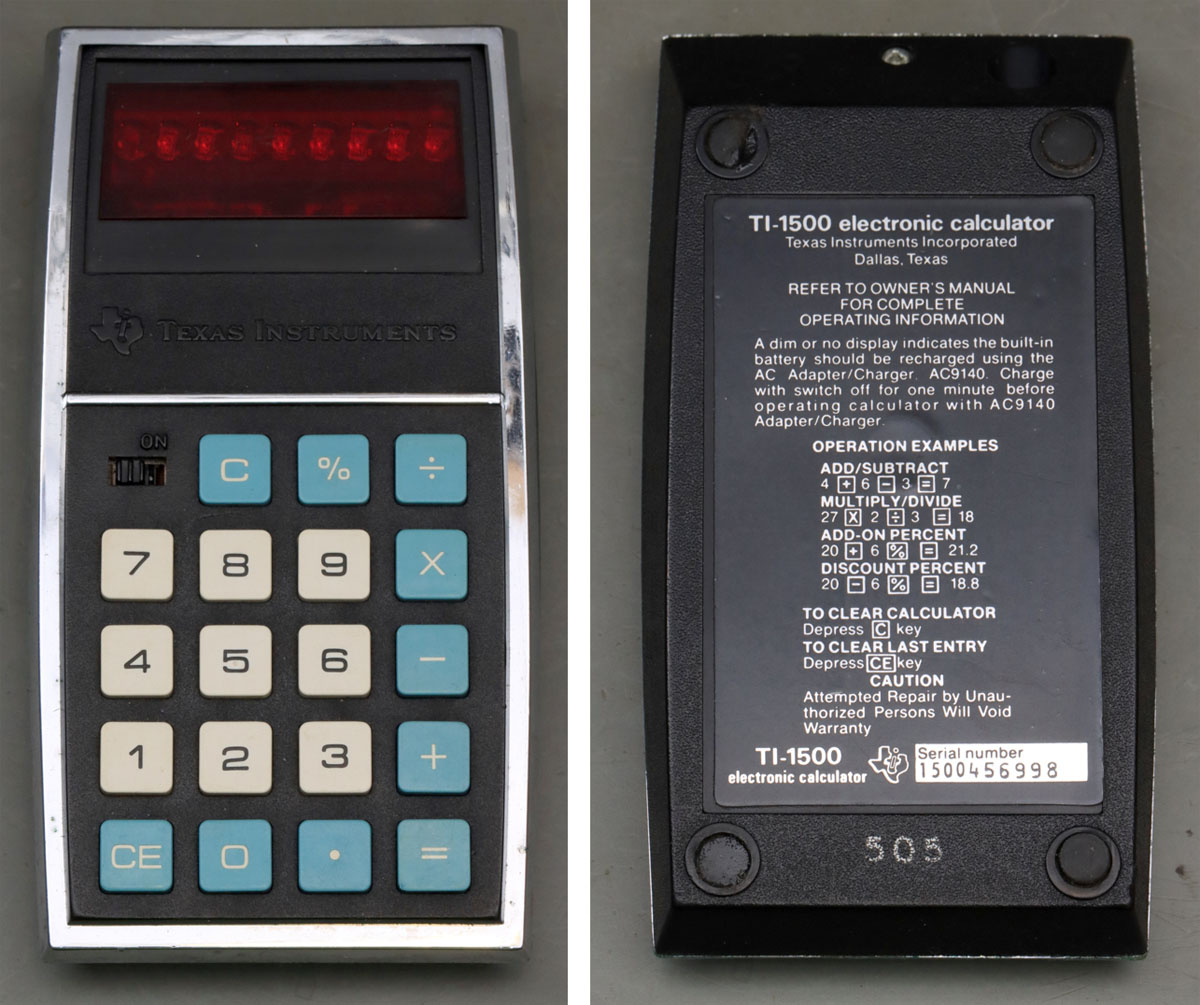 TEXAS INSTRUMENTS
ON
C % ÷
7 8 9 X
4 5 6 −
1 2 3 +
CE 0 . =
TI-1500 electronic calculator
Texas Instruments Incorporated
Dallas, Texas
REFER TO OWNER'S MANUAL
FOR COMPLETE
OPERATING INFORMATION
A dim or no display indicates the built-in
battery should be recharged using the
AC Adapter/Charger, AC9140. Charge
with switch off for one minute before
operating calculator with AC9140
Adapter/Charger.
OPERATION EXAMPLES
ADD/SUBTRACT
4 + 6 − 3 = 7
MULTIPLY/DIVIDE
27 X 2 ÷ 3 = 18
ADD-ON PERCENT
20 + 6 % = 21.2
DISCOUNT PERCENT
20 − 6 % = 18.8
TO CLEAR CALCULATOR
Depress C key
TO CLEAR LAST ENTRY
Depress CE key
CAUTION
Attempted Repair by Unau-
thorized Persons Will Void
Warranty
TI-1500
electronic calculator
Serial number
1500456998
505